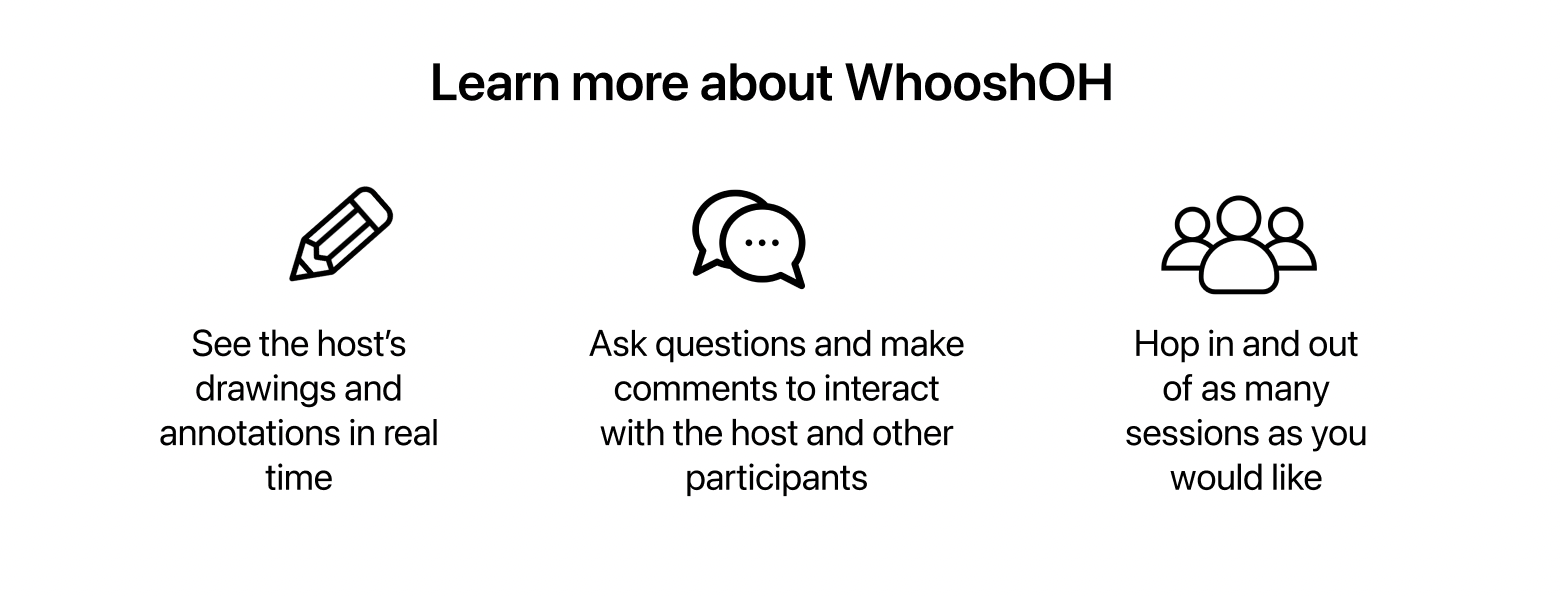 Learn more about WhooshOH
See the host’s
drawings and
annotations in real
time
Ask questions and make
comments to interact
with the host and other
participants
Hop in and out
of as many
sessions as you
would like